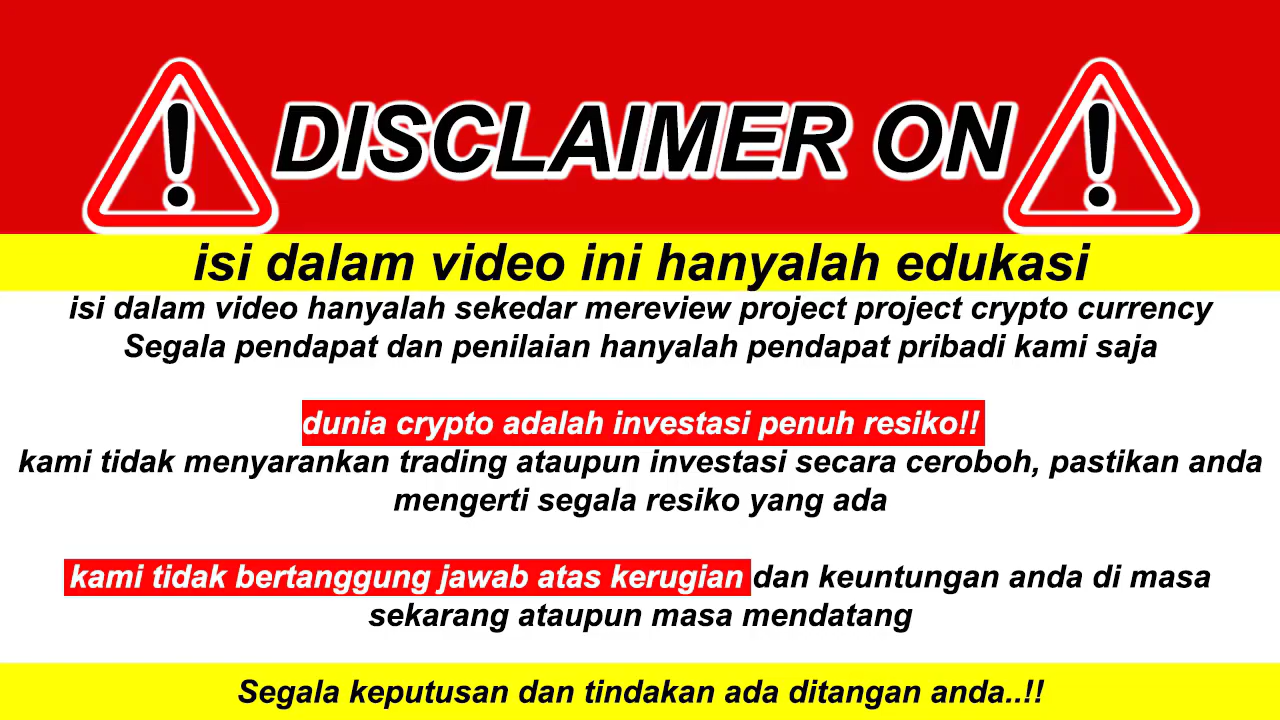 DISCLAIMER ON
isi dalam video ini hanyalah edukasi
isi dalam video hanyalah sekedar mereview project project crypto currency
Segala pendapat dan penilaian hanyalah pendapat pribadi kami saja
dunia crypto adalah investasi penuh resiko!!
kami tidak menyarankan trading ataupun investasi secara ceroboh, pastikan anda
mengerti segala resiko yang ada
kami tidak bertanggung jawab atas kerugian dan keuntungan anda di masa
sekarang ataupun masa mendatang
Segala keputusan dan tindakan ada ditangan anda..!!